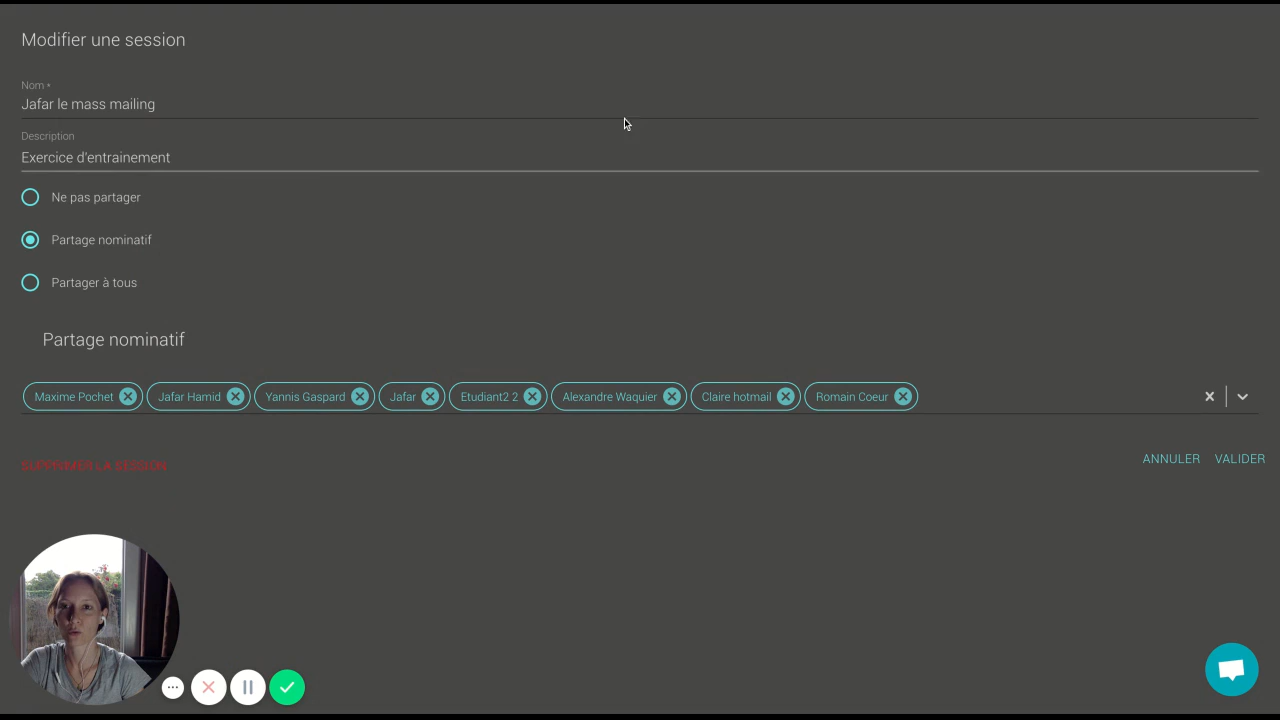 Modifier une session
Nom *
Jafar le mass mailing
Description
Exercice d'entrainement
Ne pas partager
Partage nominatif
Partager à tous
Partage nominatif
Maxime Pochet Jafar Hamid Yannis Gaspard Jafar Etudiant2 2 Alexandre Waquier Claire hotmail Romain Coeur
SUPPRIMER LA SESSION
ANNULER VALIDER